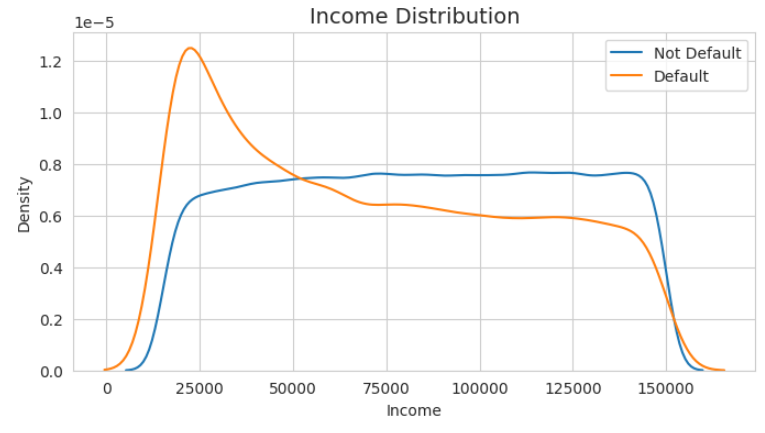 Income Distribution
1e−5
Not Default
Default
1.2
1.0
0.8
0.6
0.4
0.2
0.0
Density
0
25000
50000
75000
100000
125000
150000
Income